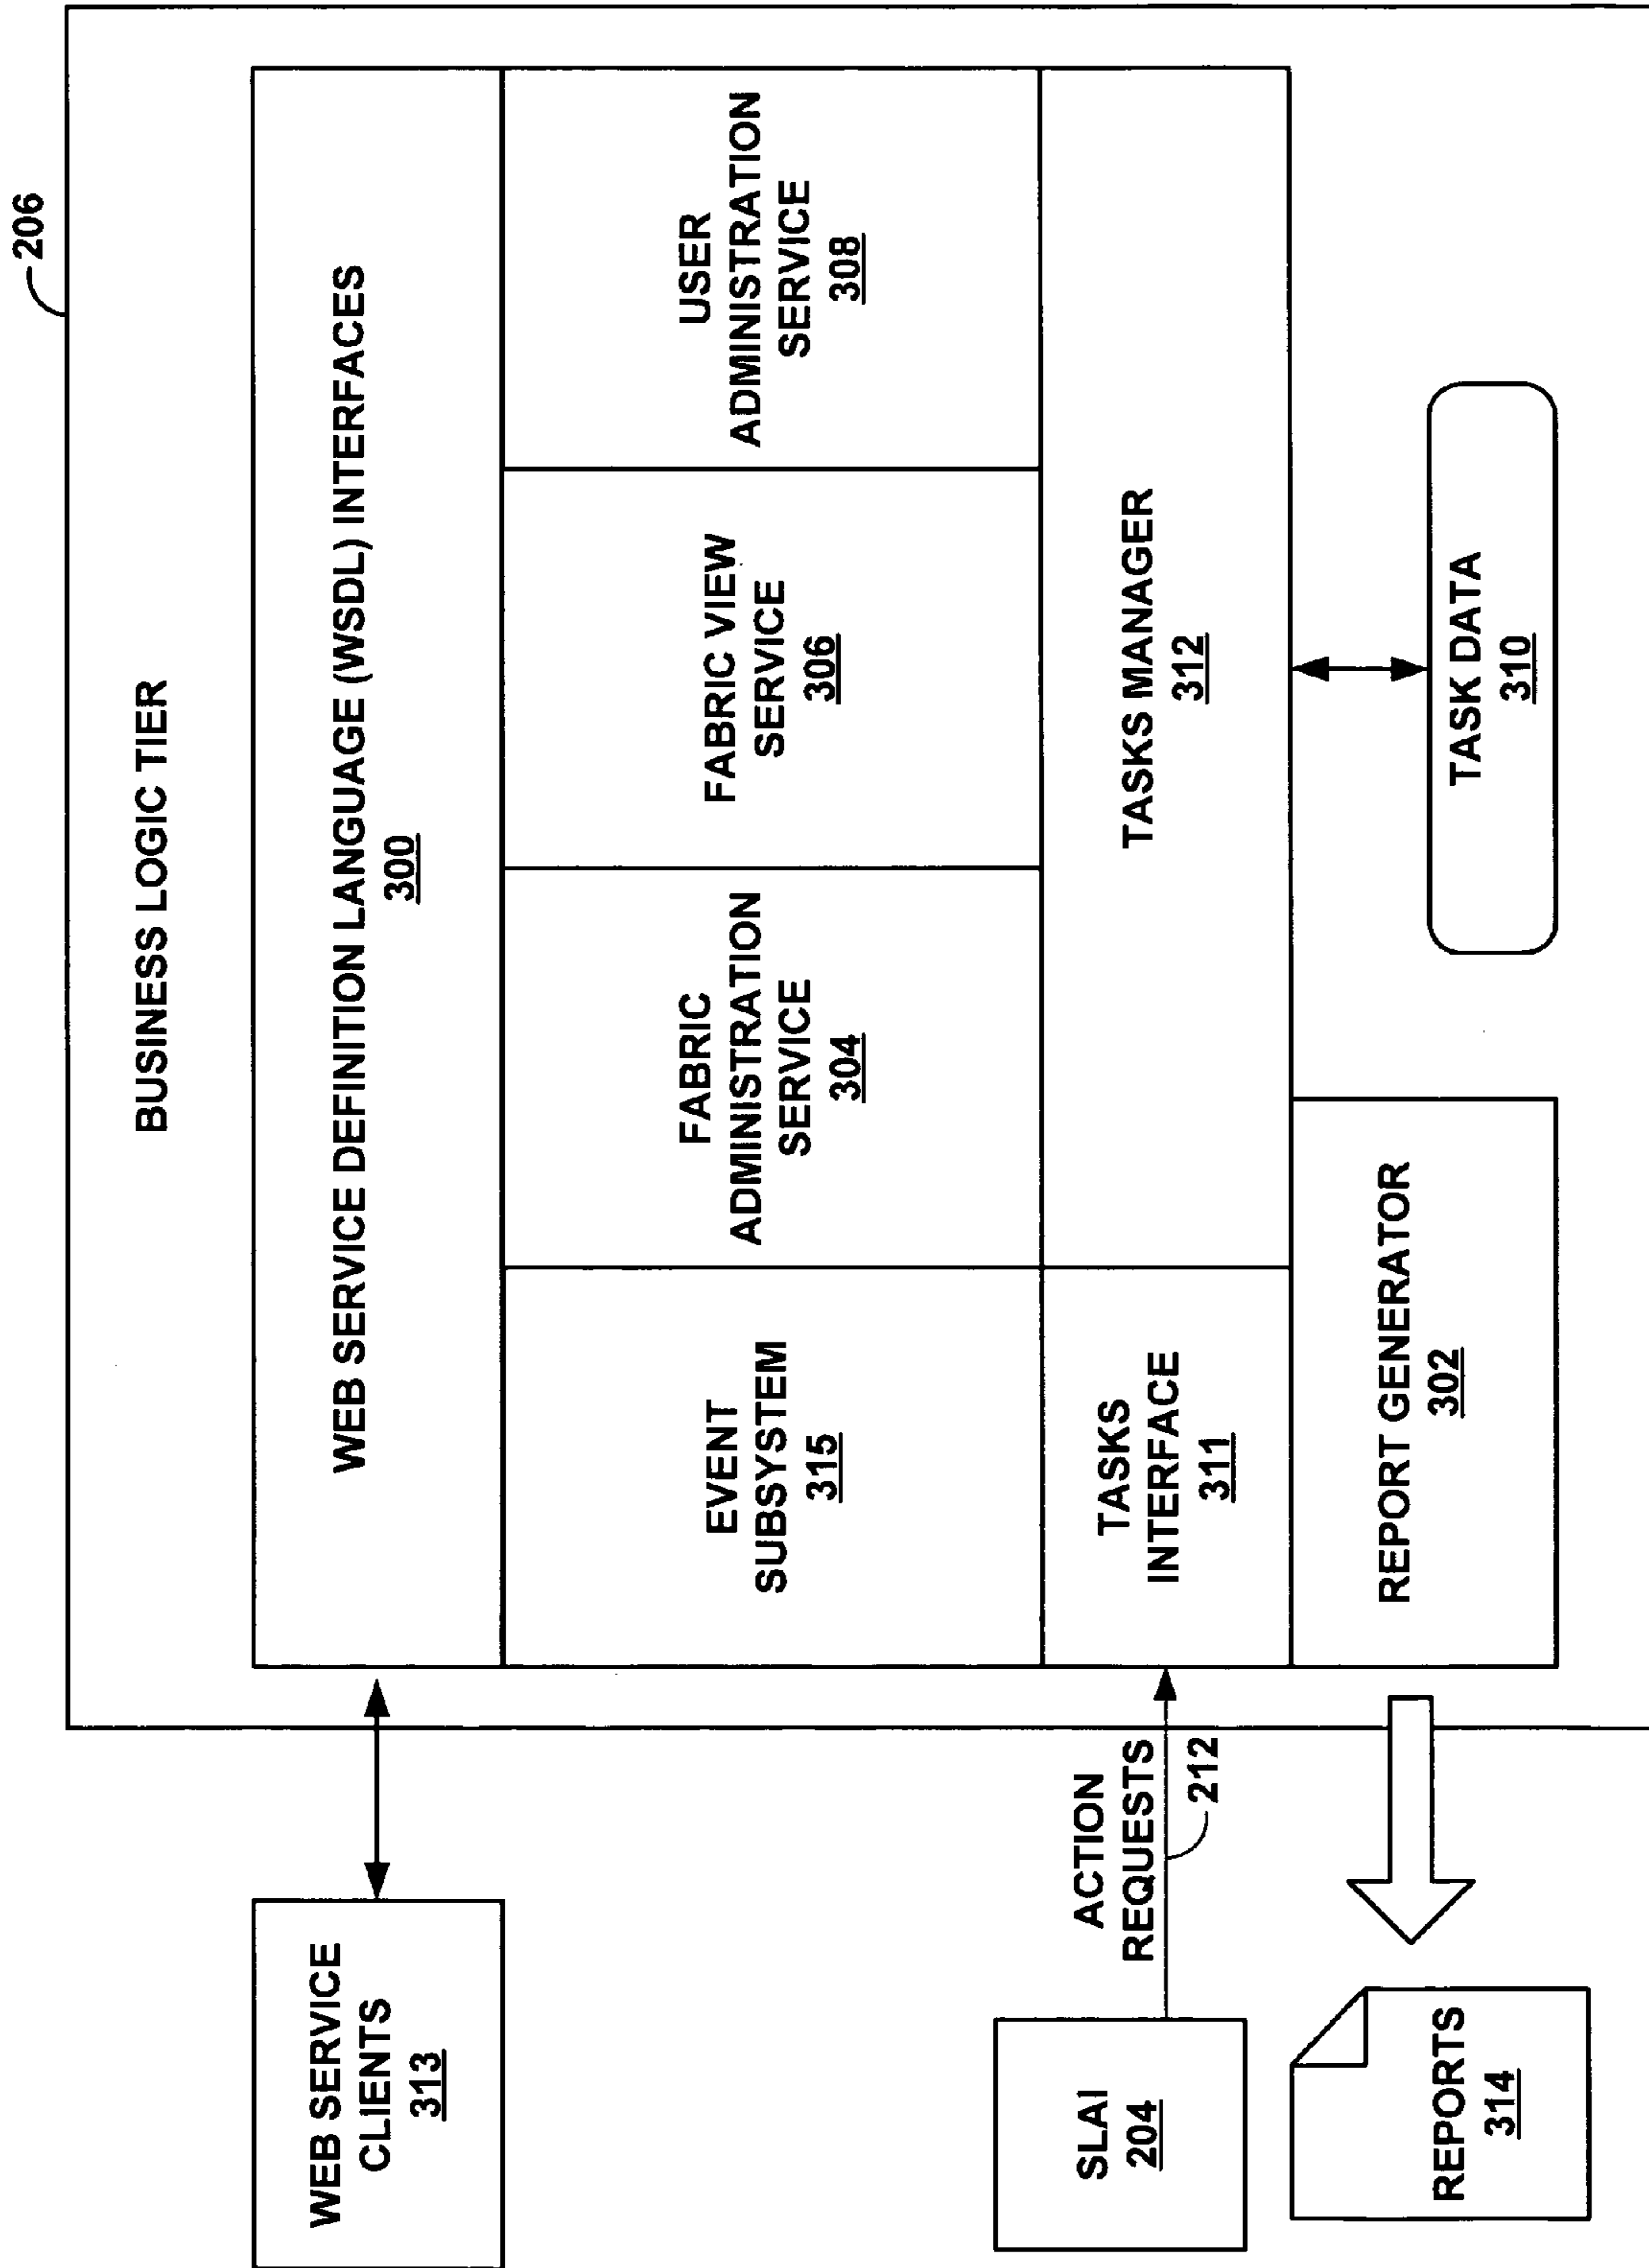 206
BUSINESS LOGIC TIER
WEB SERVICE
CLIENTS
313
WEB SERVICE DEFINITION LANGUAGE (WSDL) INTERFACES
300
EVENT
SUBSYSTEM
315
FABRIC
ADMINISTRATION
SERVICE
304
FABRIC VIEW
SERVICE
306
USER
ADMINISTRATION
SERVICE
308
SLAI
204
ACTION
REQUESTS
212
TASKS
INTERFACE
311
TASKS MANAGER
312
REPORTS
314
REPORT GENERATOR
302
TASK DATA
310